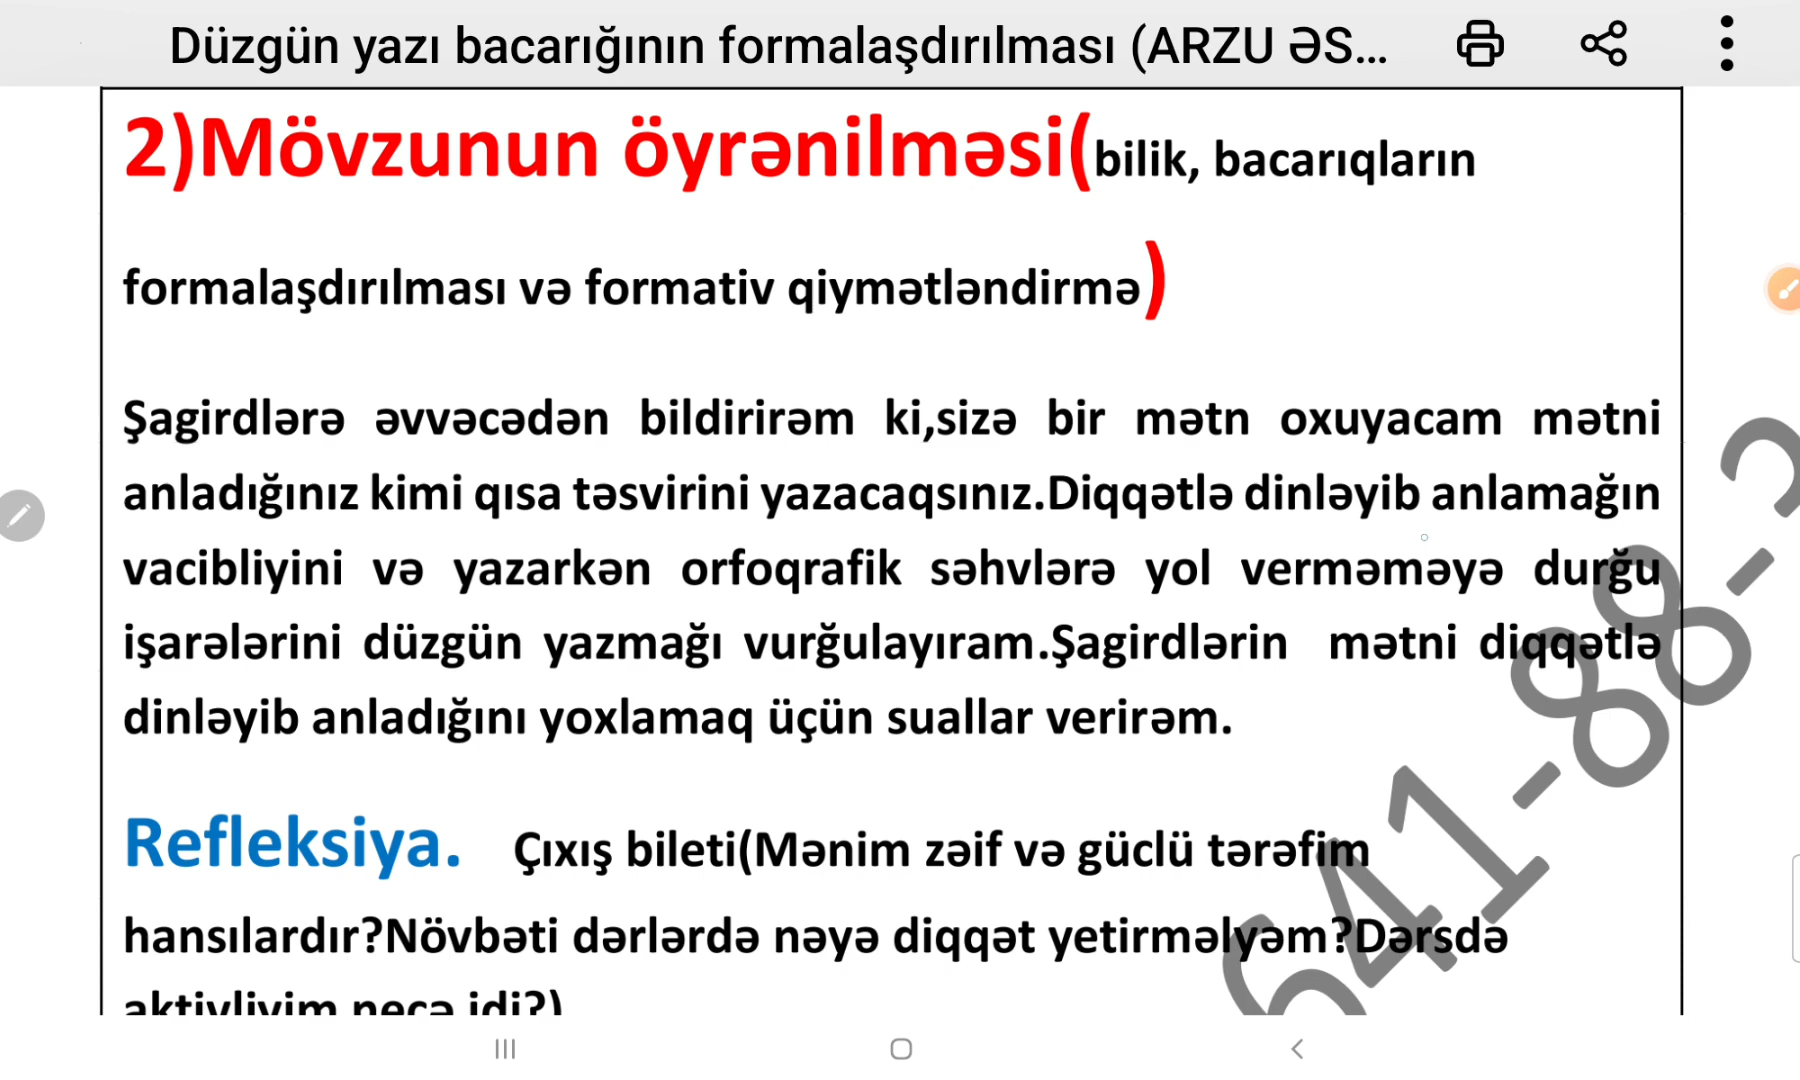 Düzgün yazı bacarığının formalaşdırılması (ARZU ƏS...
2)Mövzunun öyrənilməsi(bilik, bacarıqların
formalaşdırılması və formativ qiymətləndirmə)
Şagirdlərə əvvəcədən bildirirəm ki,sizə bir mətn oxuyacam mətni
anladığınız kimi qısa təsvirini yazacaqsınız.Diqqətlə dinləyib anlamağın
vacibliyini və yazarkən orfoqrafik səhvlərə yol verməməyə durğu
işarələrini düzgün yazmağı vurğulayıram.Şagirdlərin mətni diqqətlə
dinləyib anladığını yoxlamaq üçün suallar verirəm.
Refleksiya. Çıxış bileti(Mənim zəif və güclü tərəfim
hansılardır?Növbəti dərlərdə nəyə diqqət yetirməlyəm?Dərsdə
aktivliyim necə idi?)
641-88-